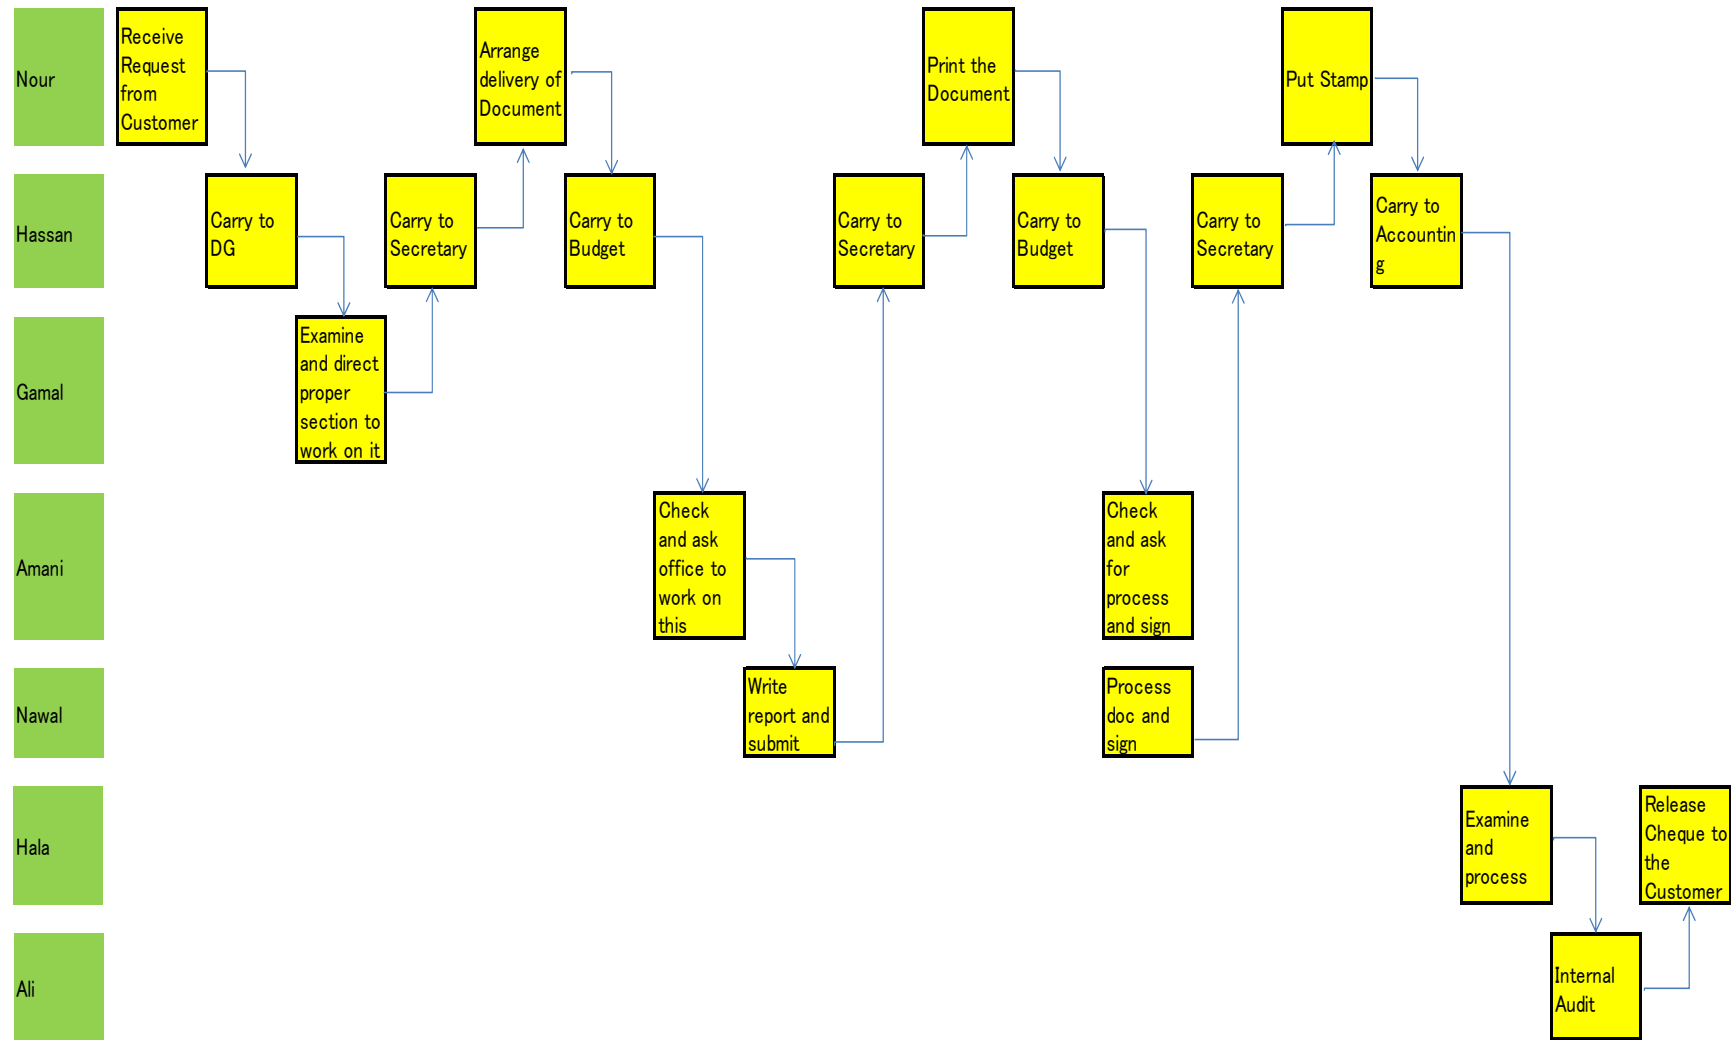 Nour
Receive
Request
from
Customer
Arrange
delivery of
Document
Print the
Document
Put Stamp
Hassan
Carry to
DG
Carry to
Secretary
Carry to
Budget
Carry to
Secretary
Carry to
Budget
Carry to
Secretary
Carry to
Accountin
g
Gamal
Examine
and direct
proper
section to
work on it
Amani
Check
and ask
office to
work on
this
Check
and ask
for
process
and sign
Nawal
Write
report and
submit
Process
doc and
sign
Hala
Examine
and
process
Release
Cheque to
the
Customer
Ali
Internal
Audit